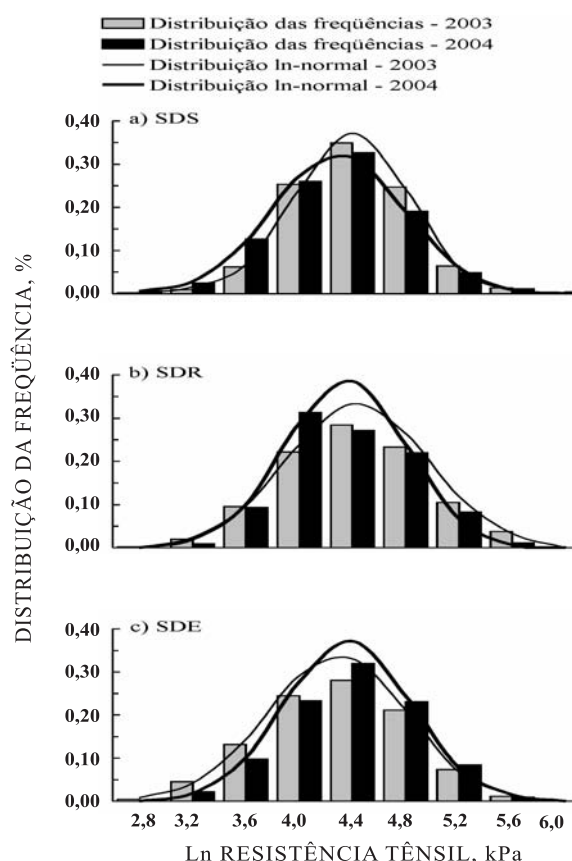 Distribuição das freqüências - 2003
Distribuição das freqüências - 2004
Distribuição ln-normal - 2003
Distribuição ln-normal - 2004
DISTRIBUIÇÃO DA FREQÜÊNCIA, %
a) SDS
0,40
0,30
0,20
0,10
0,00
b) SDR
0,40
0,30
0,20
0,10
0,00
c) SDE
0,40
0,30
0,20
0,10
0,00
2,8 3,2 3,6 4,0 4,4 4,8 5,2 5,6 6,0
Ln RESISTÊNCIA TÊNSIL, kPa